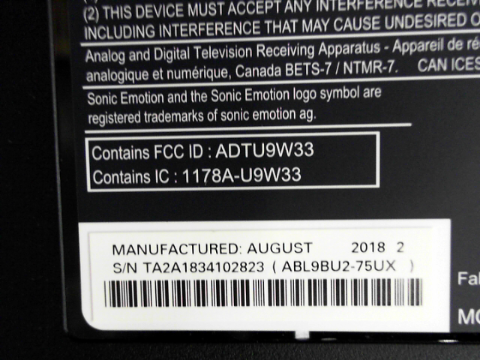 (2) THIS DEVICE MUST ACCEPT ANY INTERFERENCE
INCLUDING INTERFERENCE THAT MAY CAUSE UNDESIRED
Analog and Digital Television Receiving Apparatus - Appareil de
analogique et numérique, Canada BETS-7 / NTMR-7. CAN ICES
Sonic Emotion and the Sonic Emotion logo symbol are
registered trademarks of sonic emotion ag.
Contains FCC ID : ADTU9W33
Contains IC : 1178A-U9W33
MANUFACTURED: AUGUST 2018 2
S/N TA2A1834102823 ( ABL9BU2-75UX )